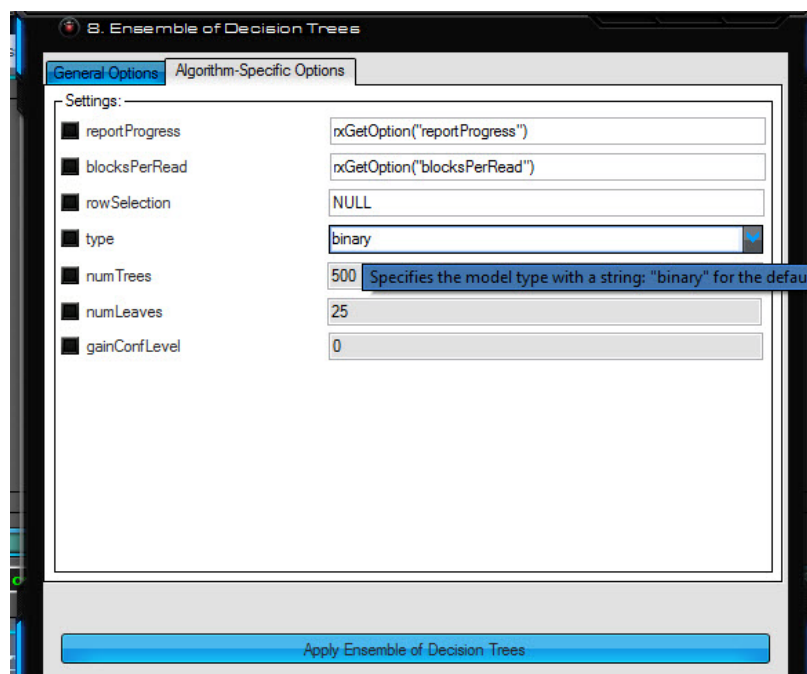 8. Ensemble of Decision Trees
General Options Algorithm-Specific Options
Settings:
reportProgress rxGetOption("reportProgress")
blocksPerRead rxGetOption("blocksPerRead")
rowSelection NULL
type binary
numTrees 500
Specifies the model type with a string: "binary" for the defau
numLeaves 25
gainConfLevel 0
Apply Ensemble of Decision Trees